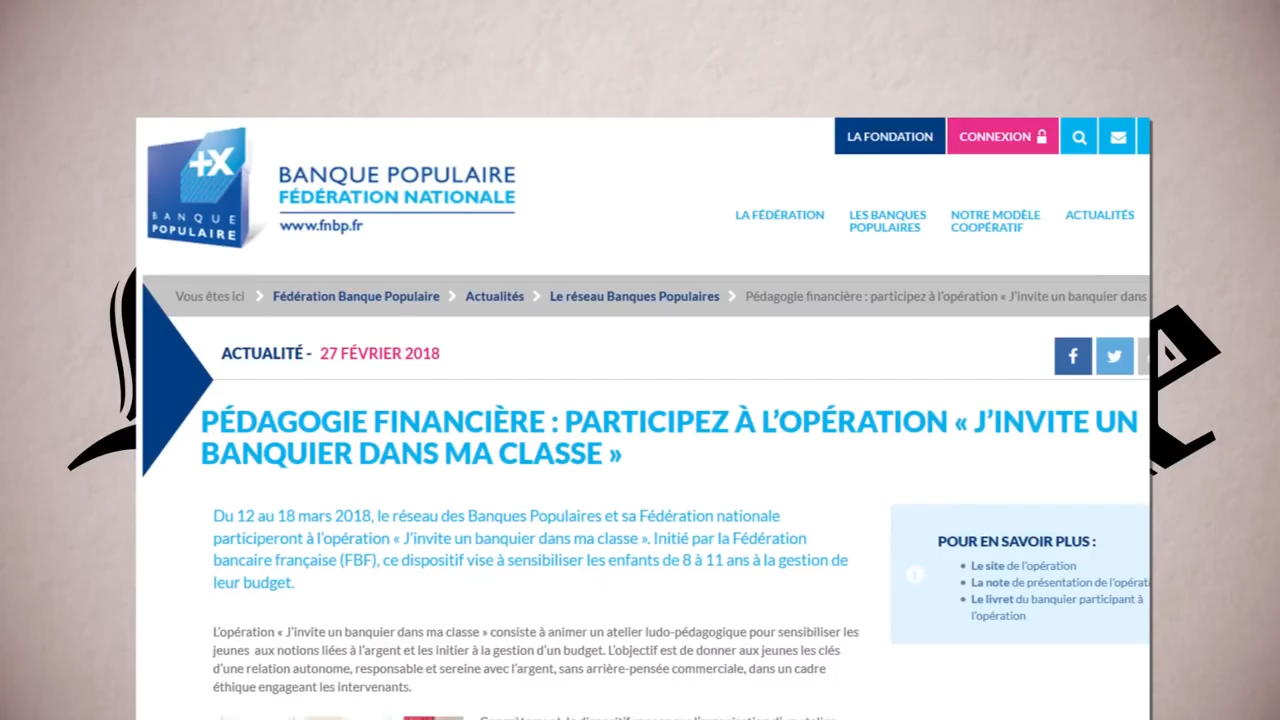 LA FONDATION
CONNEXION
+X
BANQUE
POPULAIRE
BANQUE POPULAIRE
FÉDÉRATION NATIONALE
www.fnbp.fr
LA FÉDÉRATION
LES BANQUES
POPULAIRES
NOTRE MODÈLE
COOPÉRATIF
ACTUALITÉS
Vous êtes ici
Fédération Banque Populaire
Actualités
Le réseau Banques Populaires
Pédagogie financière : participez à l'opération « J'invite un banquier dans
ACTUALITÉ - 27 FÉVRIER 2018
PÉDAGOGIE FINANCIÈRE : PARTICIPEZ À L'OPÉRATION « J'INVITE UN
BANQUIER DANS MA CLASSE »
Du 12 au 18 mars 2018, le réseau des Banques Populaires et sa Fédération nationale
participeront à l'opération « J'invite un banquier dans ma classe ». Initié par la Fédération
bancaire française (FBF), ce dispositif vise à sensibiliser les enfants de 8 à 11 ans à la gestion de
leur budget.
POUR EN SAVOIR PLUS :
• Le site de l'opération
• La note de présentation de l'opérati
• Le livret du banquier participant à
l'opération
L'opération « J'invite un banquier dans ma classe » consiste à animer un atelier ludo-pédagogique pour sensibiliser les
jeunes aux notions liées à l'argent et les initier à la gestion d'un budget. L'objectif est de donner aux jeunes les clés
d'une relation autonome, responsable et sereine avec l'argent, sans arrière-pensée commerciale, dans un cadre
éthique engageant les intervenants.